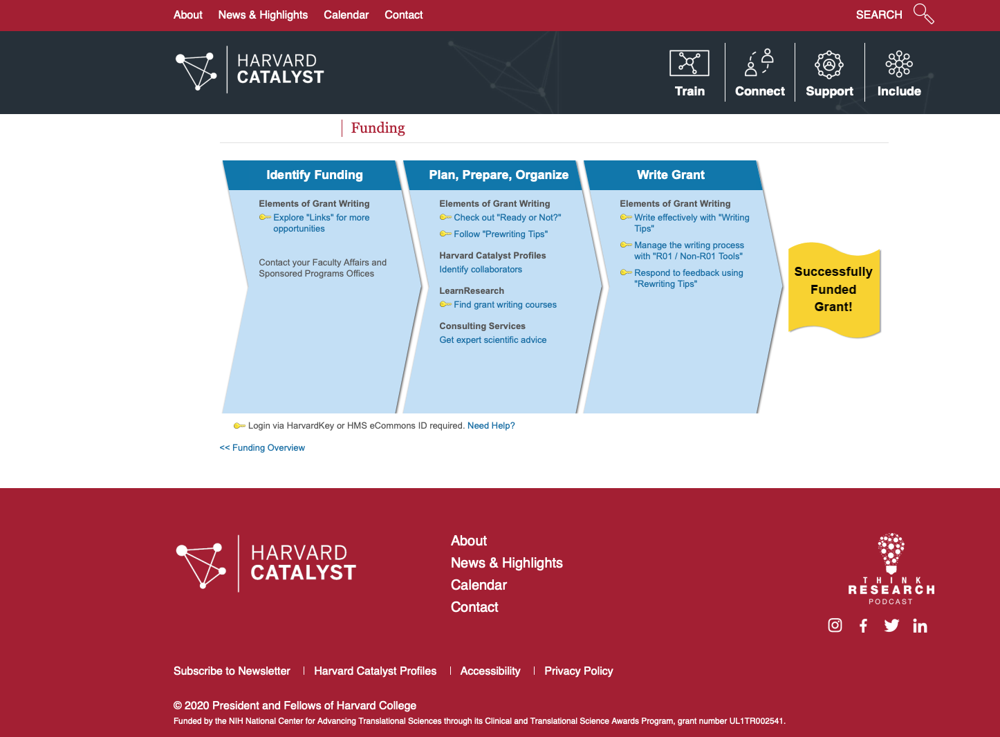 About News & Highlights Calendar Contact SEARCH
HARVARD
CATALYST
Train Connect Support Include
Funding
Identify Funding
Elements of Grant Writing
Explore "Links" for more
opportunities
Contact your Faculty Affairs and
Sponsored Programs Offices
Plan, Prepare, Organize
Elements of Grant Writing
Check out "Ready or Not?"
Follow "Prewriting Tips"
Harvard Catalyst Profiles
Identify collaborators
LearnResearch
Find grant writing courses
Consulting Services
Get expert scientific advice
Write Grant
Elements of Grant Writing
Write effectively with "Writing
Tips"
Manage the writing process
with "R01 / Non-R01 Tools"
Respond to feedback using
"Rewriting Tips"
Successfully
Funded
Grant!
Login via HarvardKey or HMS eCommons ID required. Need Help?
<< Funding Overview
HARVARD
CATALYST
About
News & Highlights
Calendar
Contact
THINK
RESEARCH
PODCAST
Subscribe to Newsletter Harvard Catalyst Profiles Accessibility Privacy Policy
© 2020 President and Fellows of Harvard College
Funded by the NIH National Center for Advancing Translational Sciences through its Clinical and Translational Science Awards Program, grant number UL1TR002541.